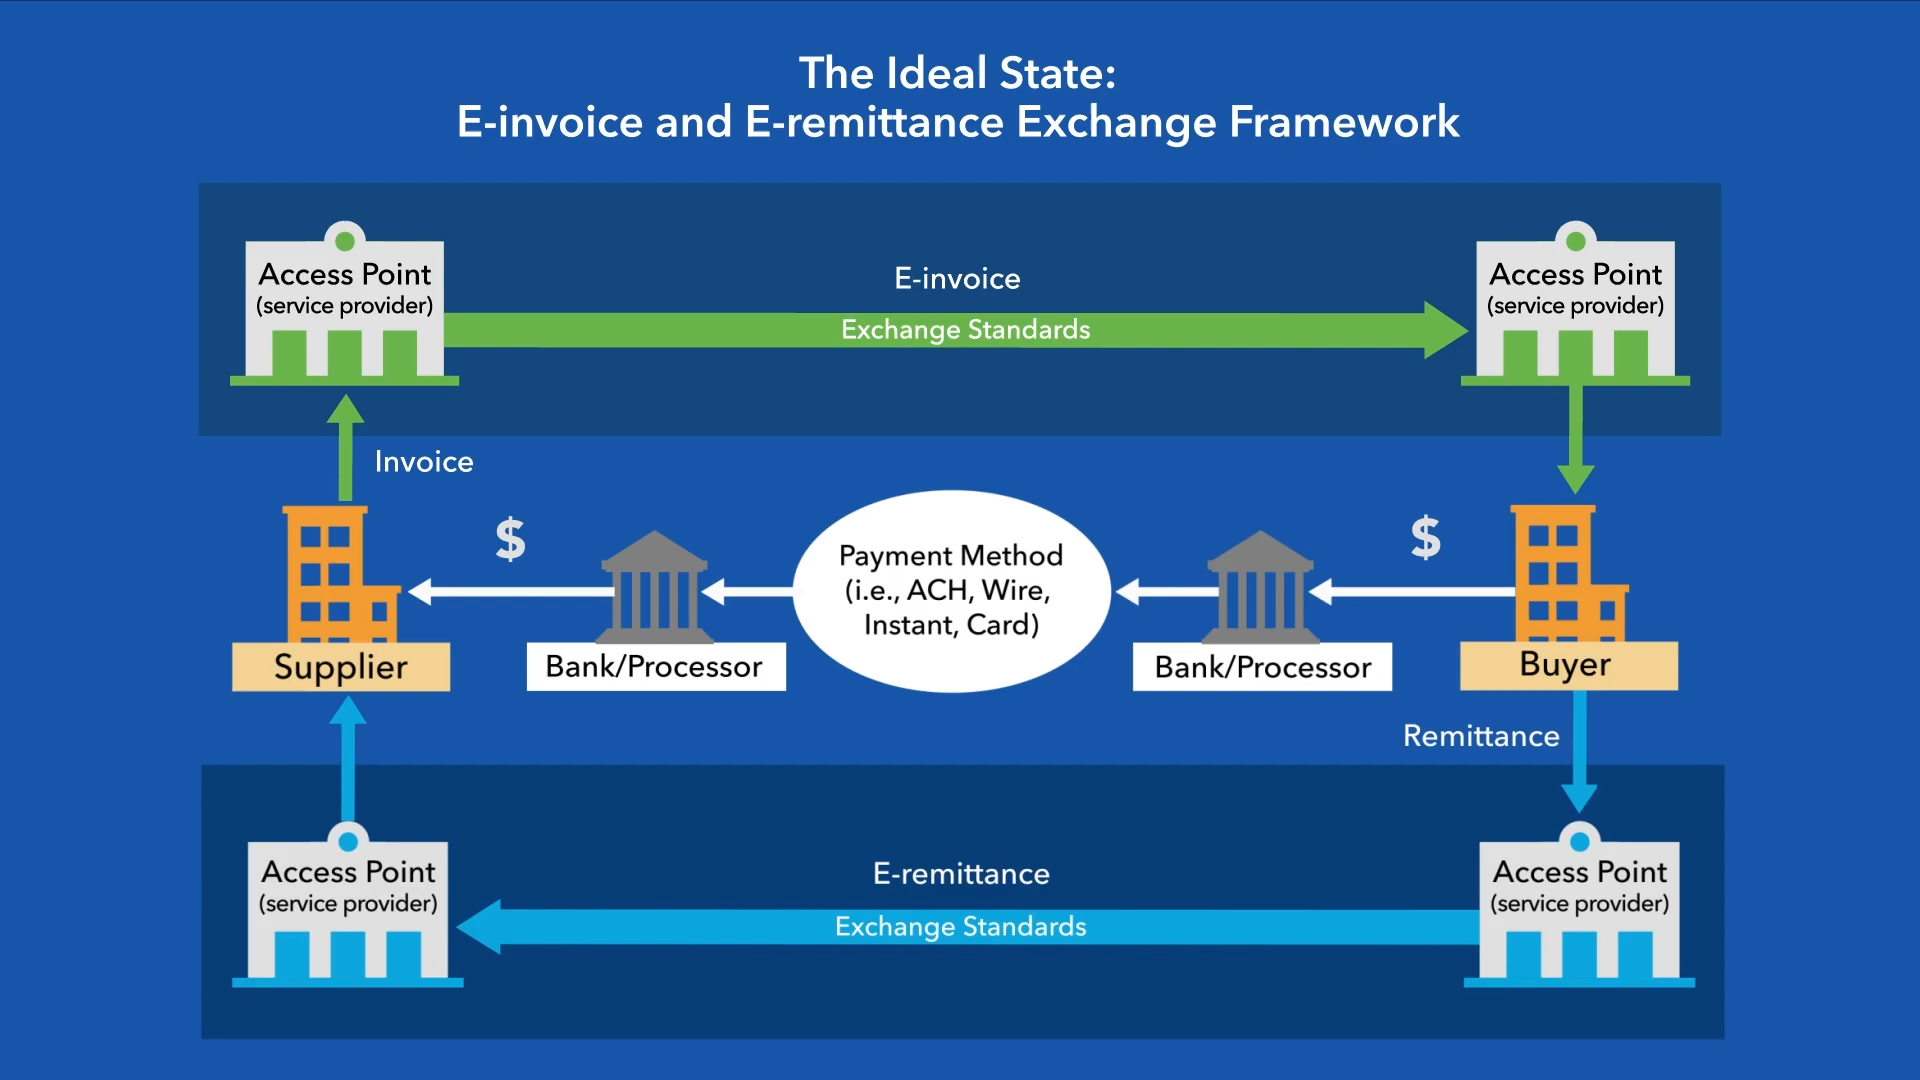 The Ideal State:
E-invoice and E-remittance Exchange Framework
Access Point
(service provider)
E-invoice
Exchange Standards
Access Point
(service provider)
Invoice
$
Payment Method
(i.e., ACH, Wire,
Instant, Card)
$
Supplier
Bank/Processor
Bank/Processor
Buyer
Remittance
Access Point
(service provider)
E-remittance
Exchange Standards
Access Point
(service provider)